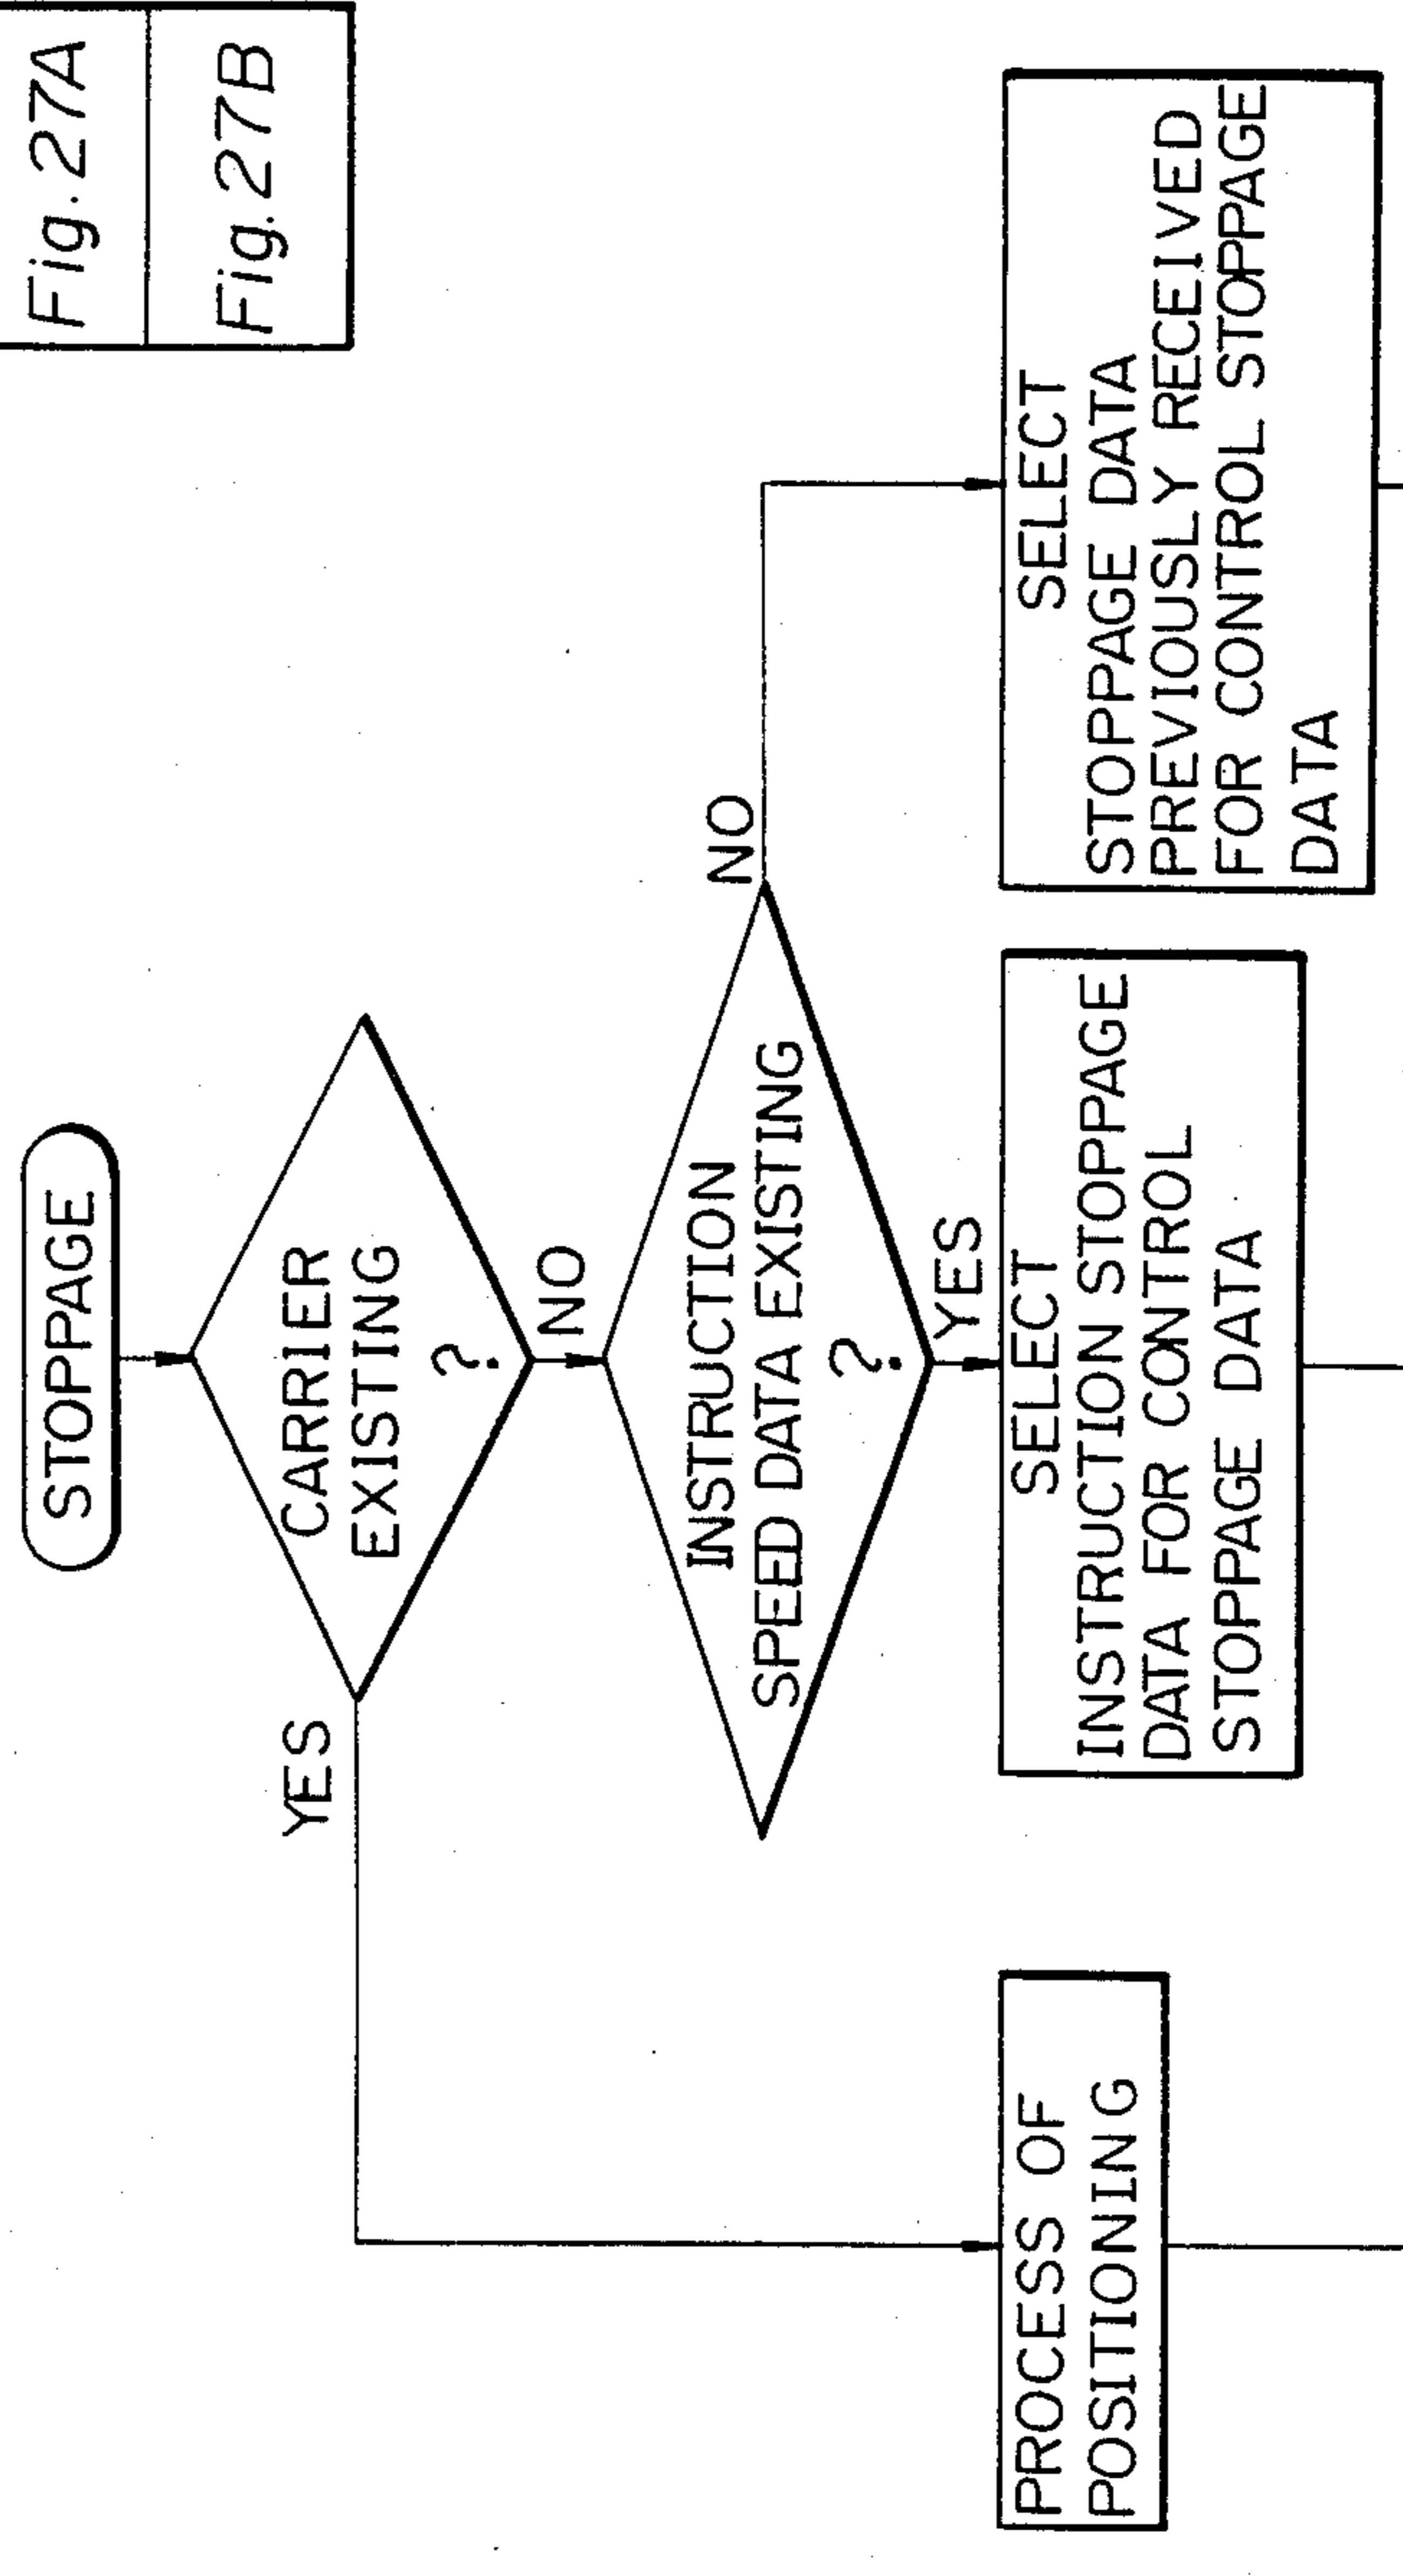 Fig. 27A
Fig. 27B
STOPPAGE
CARRIER
EXISTING
?
YES
NO
INSTRUCTION
SPEED DATA EXISTING
?
NO
YES
PROCESS OF
POSITIONING
SELECT
INSTRUCTION STOPPAGE
DATA FOR CONTROL
STOPPAGE DATA
SELECT
STOPPAGE DATA
PREVIOUSLY RECEIVED
FOR CONTROL STOPPAGE
DATA